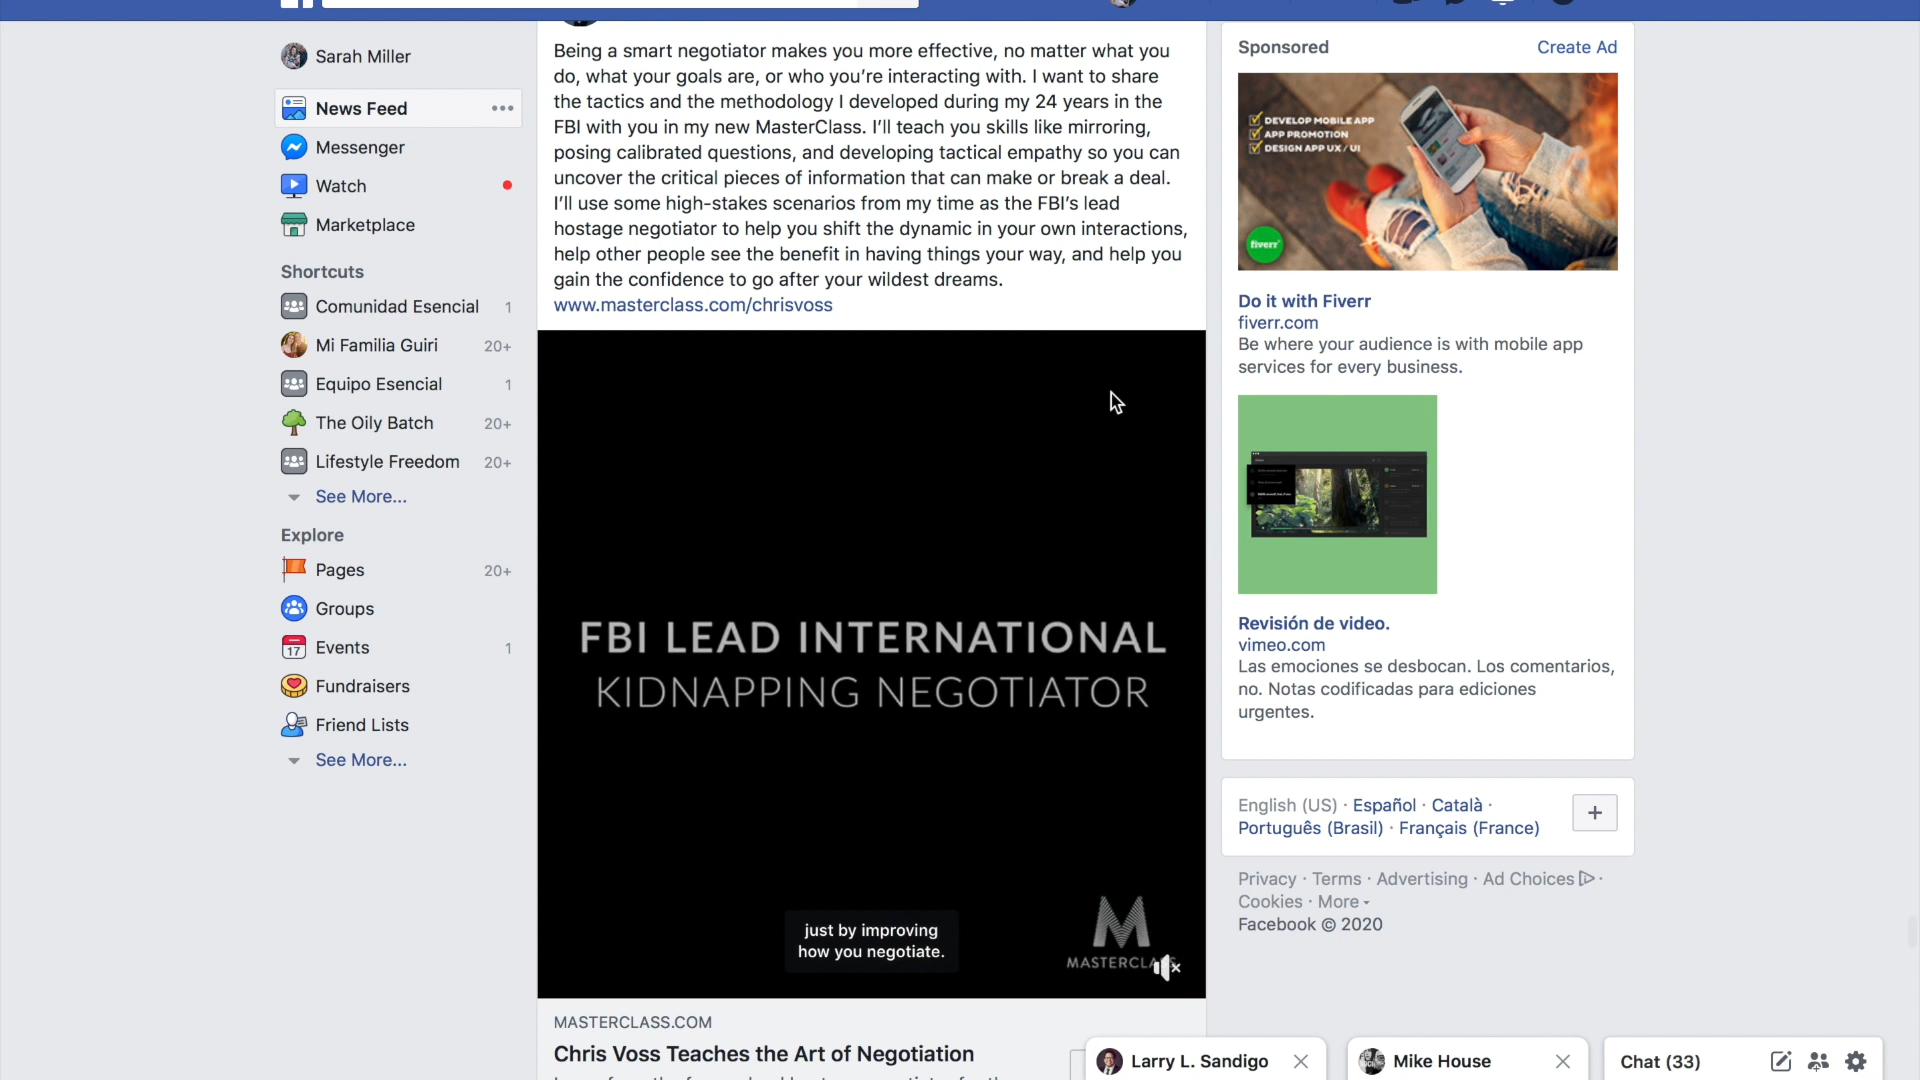 Sarah Miller
News Feed
Messenger
Watch
Marketplace
Shortcuts
Comunidad Esencial 1
Mi Familia Guiri 20+
Equipo Esencial 1
The Oily Batch 20+
Lifestyle Freedom 20+
See More...
Explore
Pages 20+
Groups
17
Events 1
Fundraisers
Friend Lists
See More...
Being a smart negotiator makes you more effective, no matter what you
do, what your goals are, or who you’re interacting with. I want to share
the tactics and the methodology I developed during my 24 years in the
FBI with you in my new MasterClass. I’ll teach you skills like mirroring,
posing calibrated questions, and developing tactical empathy so you can
uncover the critical pieces of information that can make or break a deal.
I’ll use some high-stakes scenarios from my time as the FBI’s lead
hostage negotiator to help you shift the dynamic in your own interactions,
help other people see the benefit in having things your way, and help you
gain the confidence to go after your wildest dreams.
www.masterclass.com/chrisvoss
FBI LEAD INTERNATIONAL
KIDNAPPING NEGOTIATOR
just by improving
how you negotiate.
MASTERCLASS
MASTERCLASS.COM
Chris Voss Teaches the Art of Negotiation
Sponsored
Create Ad
DEVELOP MOBILE APP
APP PROMOTION
DESIGN APP UX / UI
fiverr
Do it with Fiverr
fiverr.com
Be where your audience is with mobile app
services for every business.
Revisión de video.
vimeo.com
Las emociones se desbocan. Los comentarios,
no. Notas codificadas para ediciones
urgentes.
English (US) · Español · Català ·
Português (Brasil) · Français (France)
Privacy · Terms · Advertising · Ad Choices ·
Cookies · More
Facebook © 2020
Larry L. Sandigo
Mike House
Chat (33)